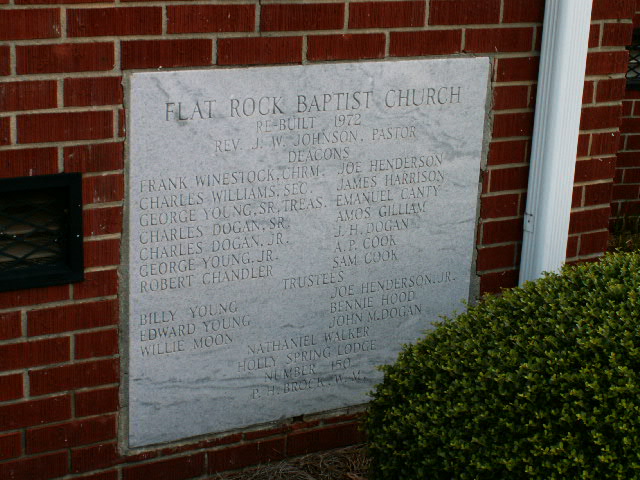 FLAT ROCK BAPTIST CHURCH
RE-BUILT 1972
REV. J. W. JOHNSON, PASTOR
DEACONS
FRANK WINESTOCK, CHRM. JOE HENDERSON
CHARLES WILLIAMS, SEC. JAMES HARRISON
GEORGE YOUNG, SR, TREAS. EMANUEL CANTY
CHARLES DOGAN, SR. AMOS GILLIAM
CHARLES DOGAN, JR. J. H. DOGAN
GEORGE YOUNG, JR. A. P. COOK
ROBERT CHANDLER SAM COOK
TRUSTEES
BILLY YOUNG JOE HENDERSON, JR.
EDWARD YOUNG BENNIE HOOD
WILLIE MOON JOHN M. DOGAN
NATHANIEL WALKER
HOLLY SPRING LODGE
NUMBER 150
P. H. BROCK, W. M.